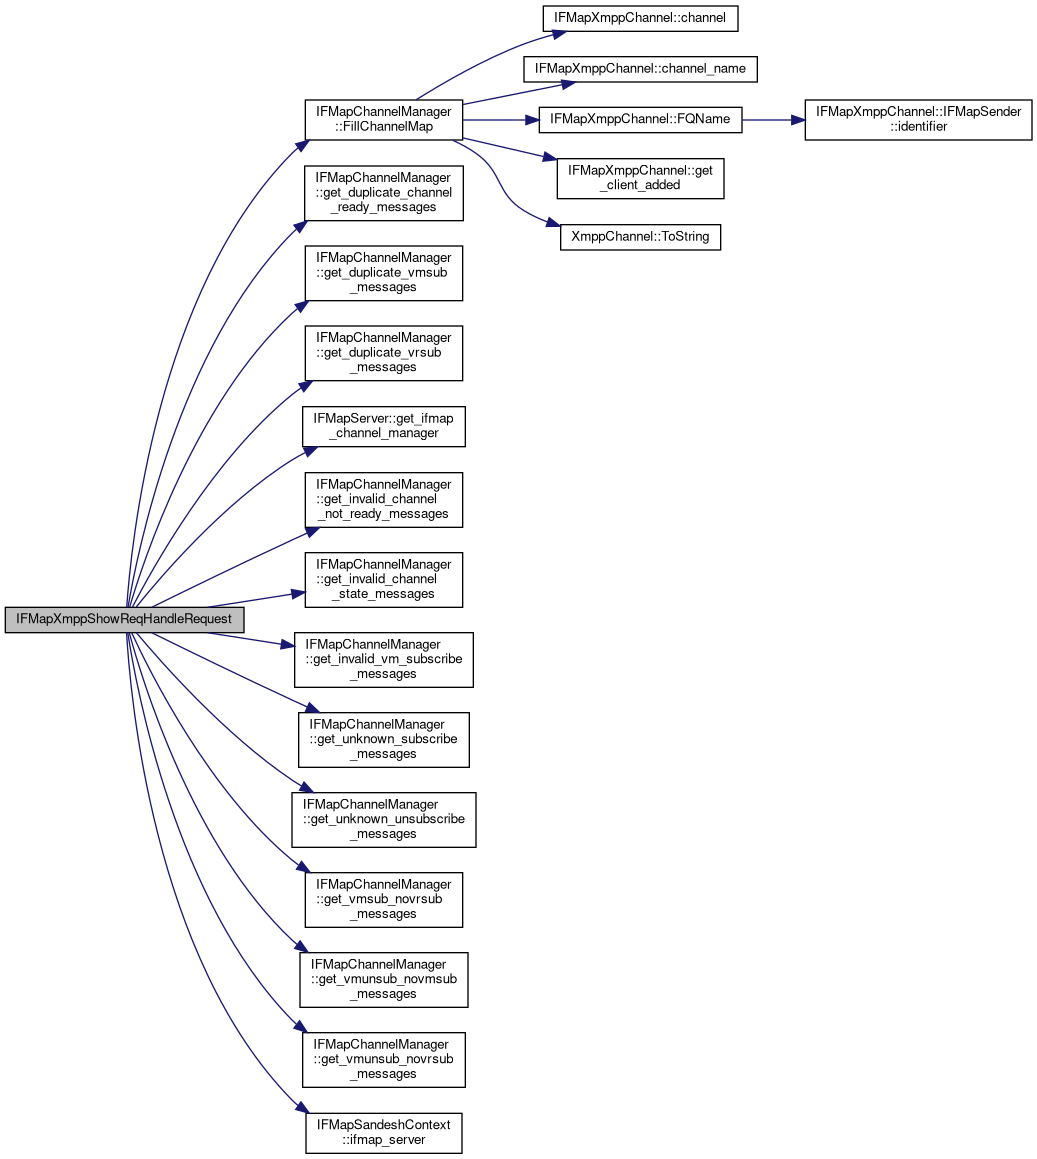 IFMapXmppShowReqHandleRequest
IFMapChannelManager
::FillChannelMap
IFMapXmppChannel::channel
IFMapXmppChannel::channel_name
IFMapXmppChannel::FQName
IFMapXmppChannel::IFMapSender
::identifier
IFMapXmppChannel::get
_client_added
XmppChannel::ToString
IFMapChannelManager
::get_duplicate_channel
_ready_messages
IFMapChannelManager
::get_duplicate_vmsub
_messages
IFMapChannelManager
::get_duplicate_vrsub
_messages
IFMapServer::get_ifmap
_channel_manager
IFMapChannelManager
::get_invalid_channel
_not_ready_messages
IFMapChannelManager
::get_invalid_channel
_state_messages
IFMapChannelManager
::get_invalid_vm_subscribe
_messages
IFMapChannelManager
::get_unknown_subscribe
_messages
IFMapChannelManager
::get_unknown_unsubscribe
_messages
IFMapChannelManager
::get_vmsub_novrsub
_messages
IFMapChannelManager
::get_vmunsub_novmsub
_messages
IFMapChannelManager
::get_vmunsub_novrsub
_messages
IFMapSandeshContext
::ifmap_server